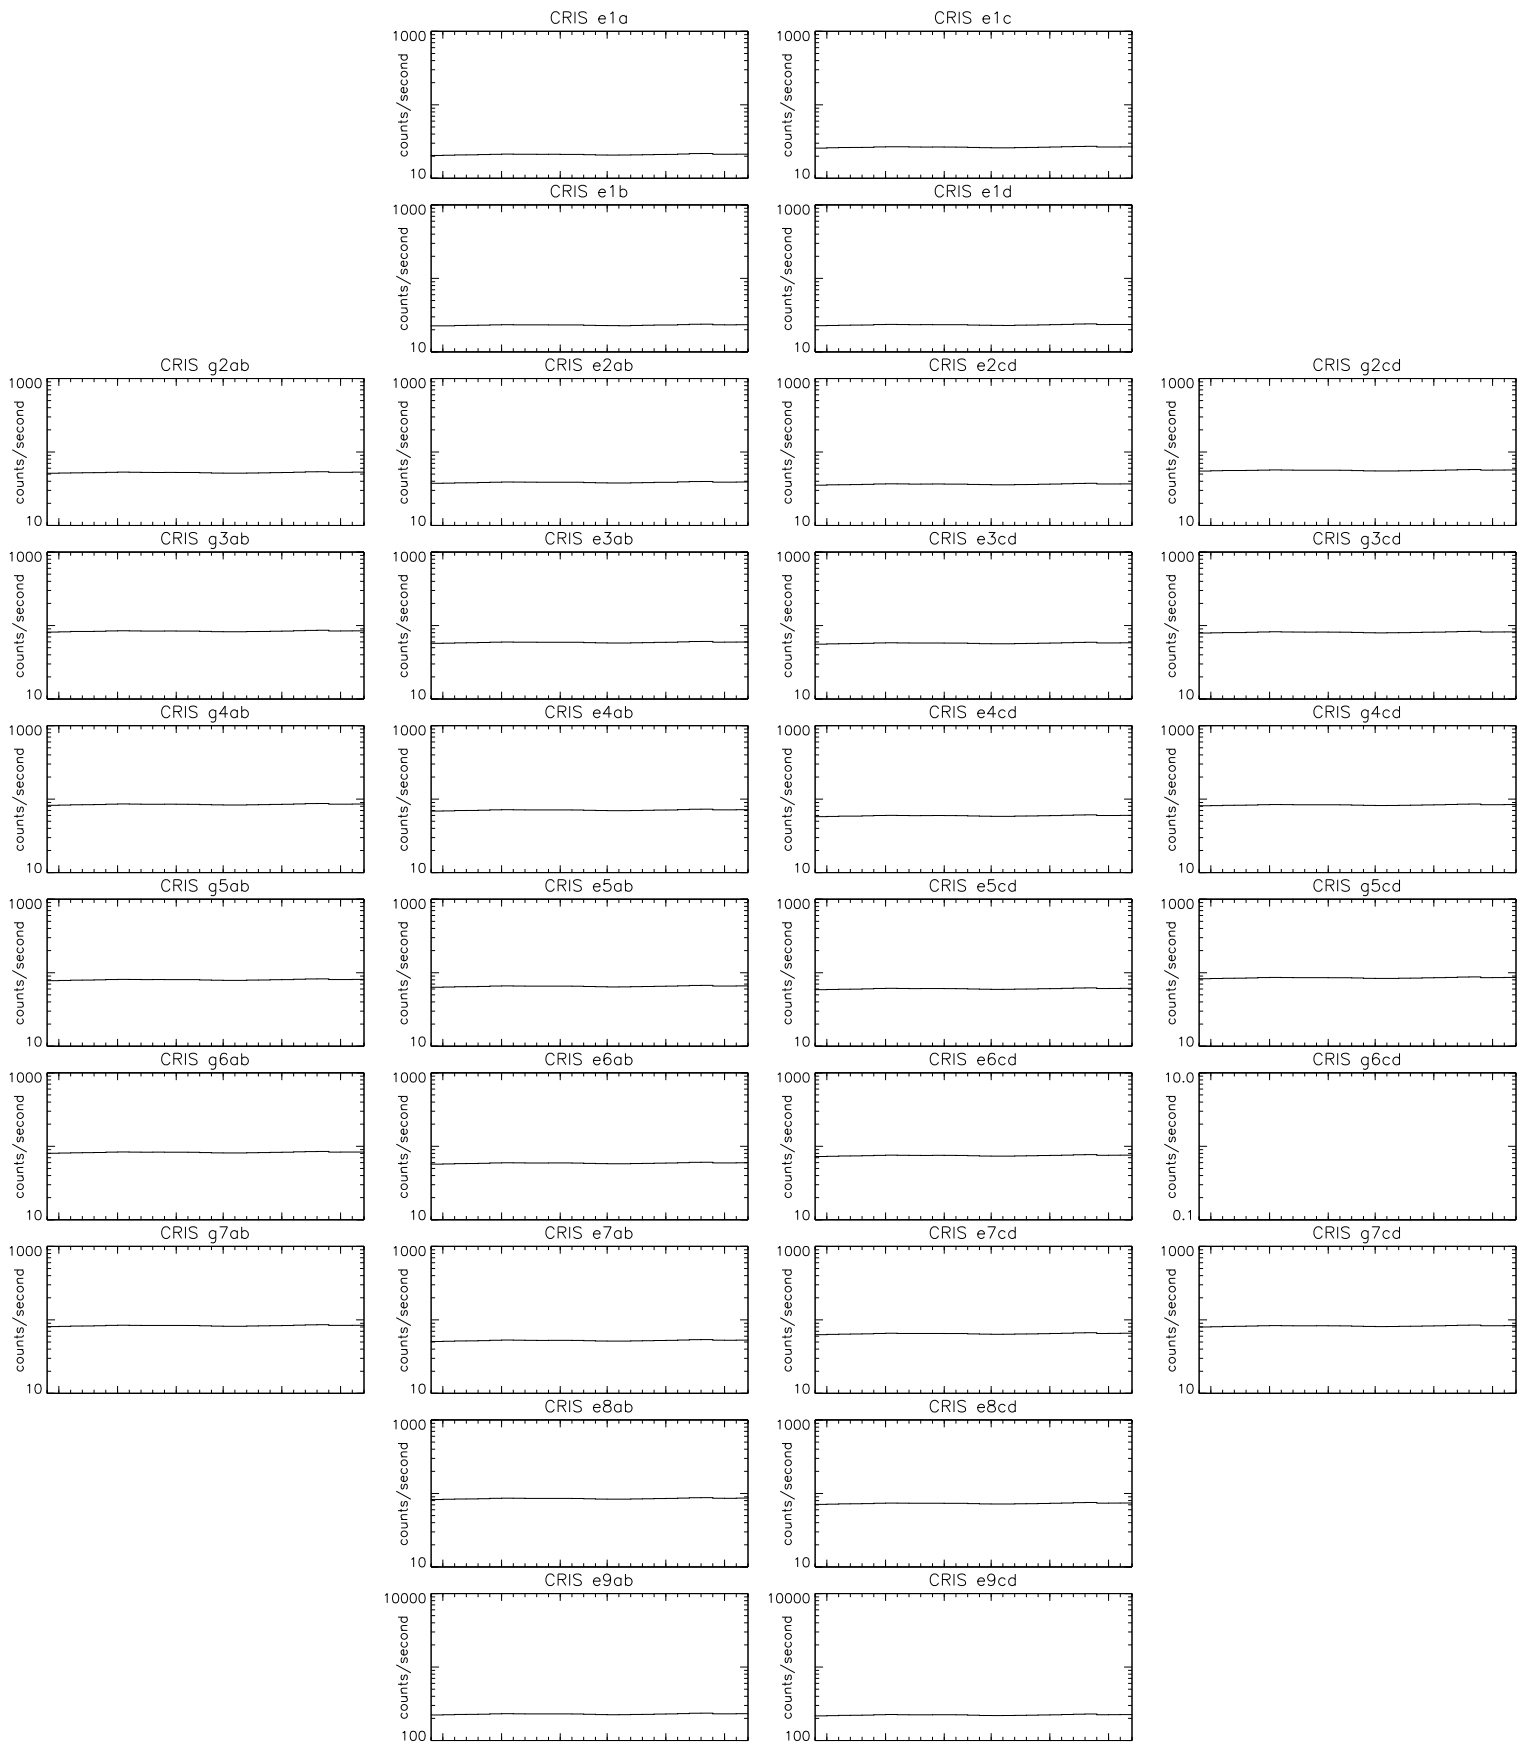 CRIS e1a
CRIS e1c
1000
counts/second
10
1000
counts/second
10
CRIS e1b
CRIS e1d
1000
counts/second
10
1000
counts/second
10
CRIS g2ab
CRIS e2ab
CRIS e2cd
CRIS g2cd
1000
counts/second
10
1000
counts/second
10
1000
counts/second
10
1000
counts/second
10
CRIS g3ab
CRIS e3ab
CRIS e3cd
CRIS g3cd
1000
counts/second
10
1000
counts/second
10
1000
counts/second
10
1000
counts/second
10
CRIS g4ab
CRIS e4ab
CRIS e4cd
CRIS g4cd
1000
counts/second
10
1000
counts/second
10
1000
counts/second
10
1000
counts/second
10
CRIS g5ab
CRIS e5ab
CRIS e5cd
CRIS g5cd
1000
counts/second
10
1000
counts/second
10
1000
counts/second
10
1000
counts/second
10
CRIS g6ab
CRIS e6ab
CRIS e6cd
CRIS g6cd
1000
counts/second
10
1000
counts/second
10
1000
counts/second
10
10.0
counts/second
0.1
CRIS g7ab
CRIS e7ab
CRIS e7cd
CRIS g7cd
1000
counts/second
10
1000
counts/second
10
1000
counts/second
10
1000
counts/second
10
CRIS e8ab
CRIS e8cd
1000
counts/second
10
1000
counts/second
10
CRIS e9ab
CRIS e9cd
10000
counts/second
100
10000
counts/second
100